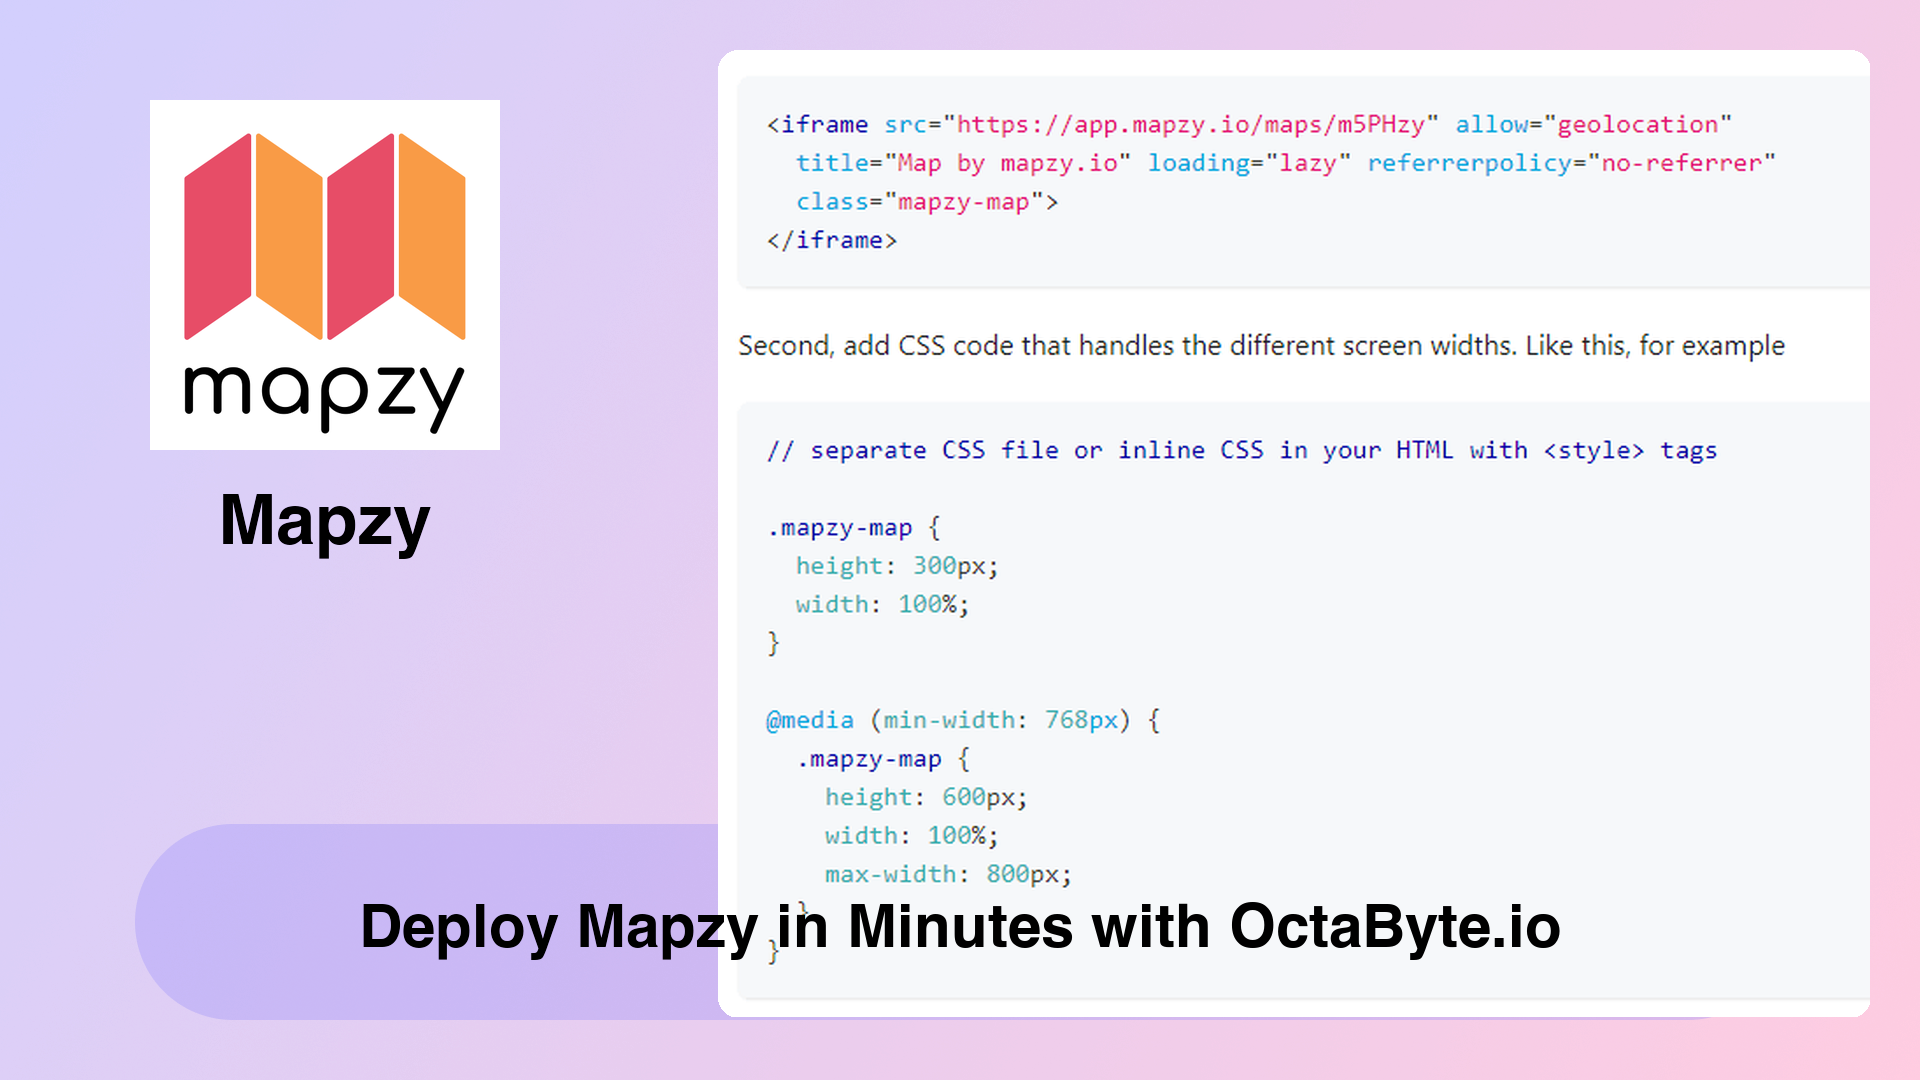 mapzy
Mapzy
<iframe src="https://app.mapzy.io/maps/m5PHzy" allow="geolocation"
  title="Map by mapzy.io" loading="lazy" referrerpolicy="no-referrer"
  class="mapzy-map">
</iframe>
Second, add CSS code that handles the different screen widths. Like this, for example
// separate CSS file or inline CSS in your HTML with <style> tags
.mapzy-map {
  height: 300px;
  width: 100%;
}
@media (min-width: 768px) {
  .mapzy-map {
    height: 600px;
    width: 100%;
    max-width: 800px;
  }
}
Deploy Mapzy in Minutes with OctaByte.io